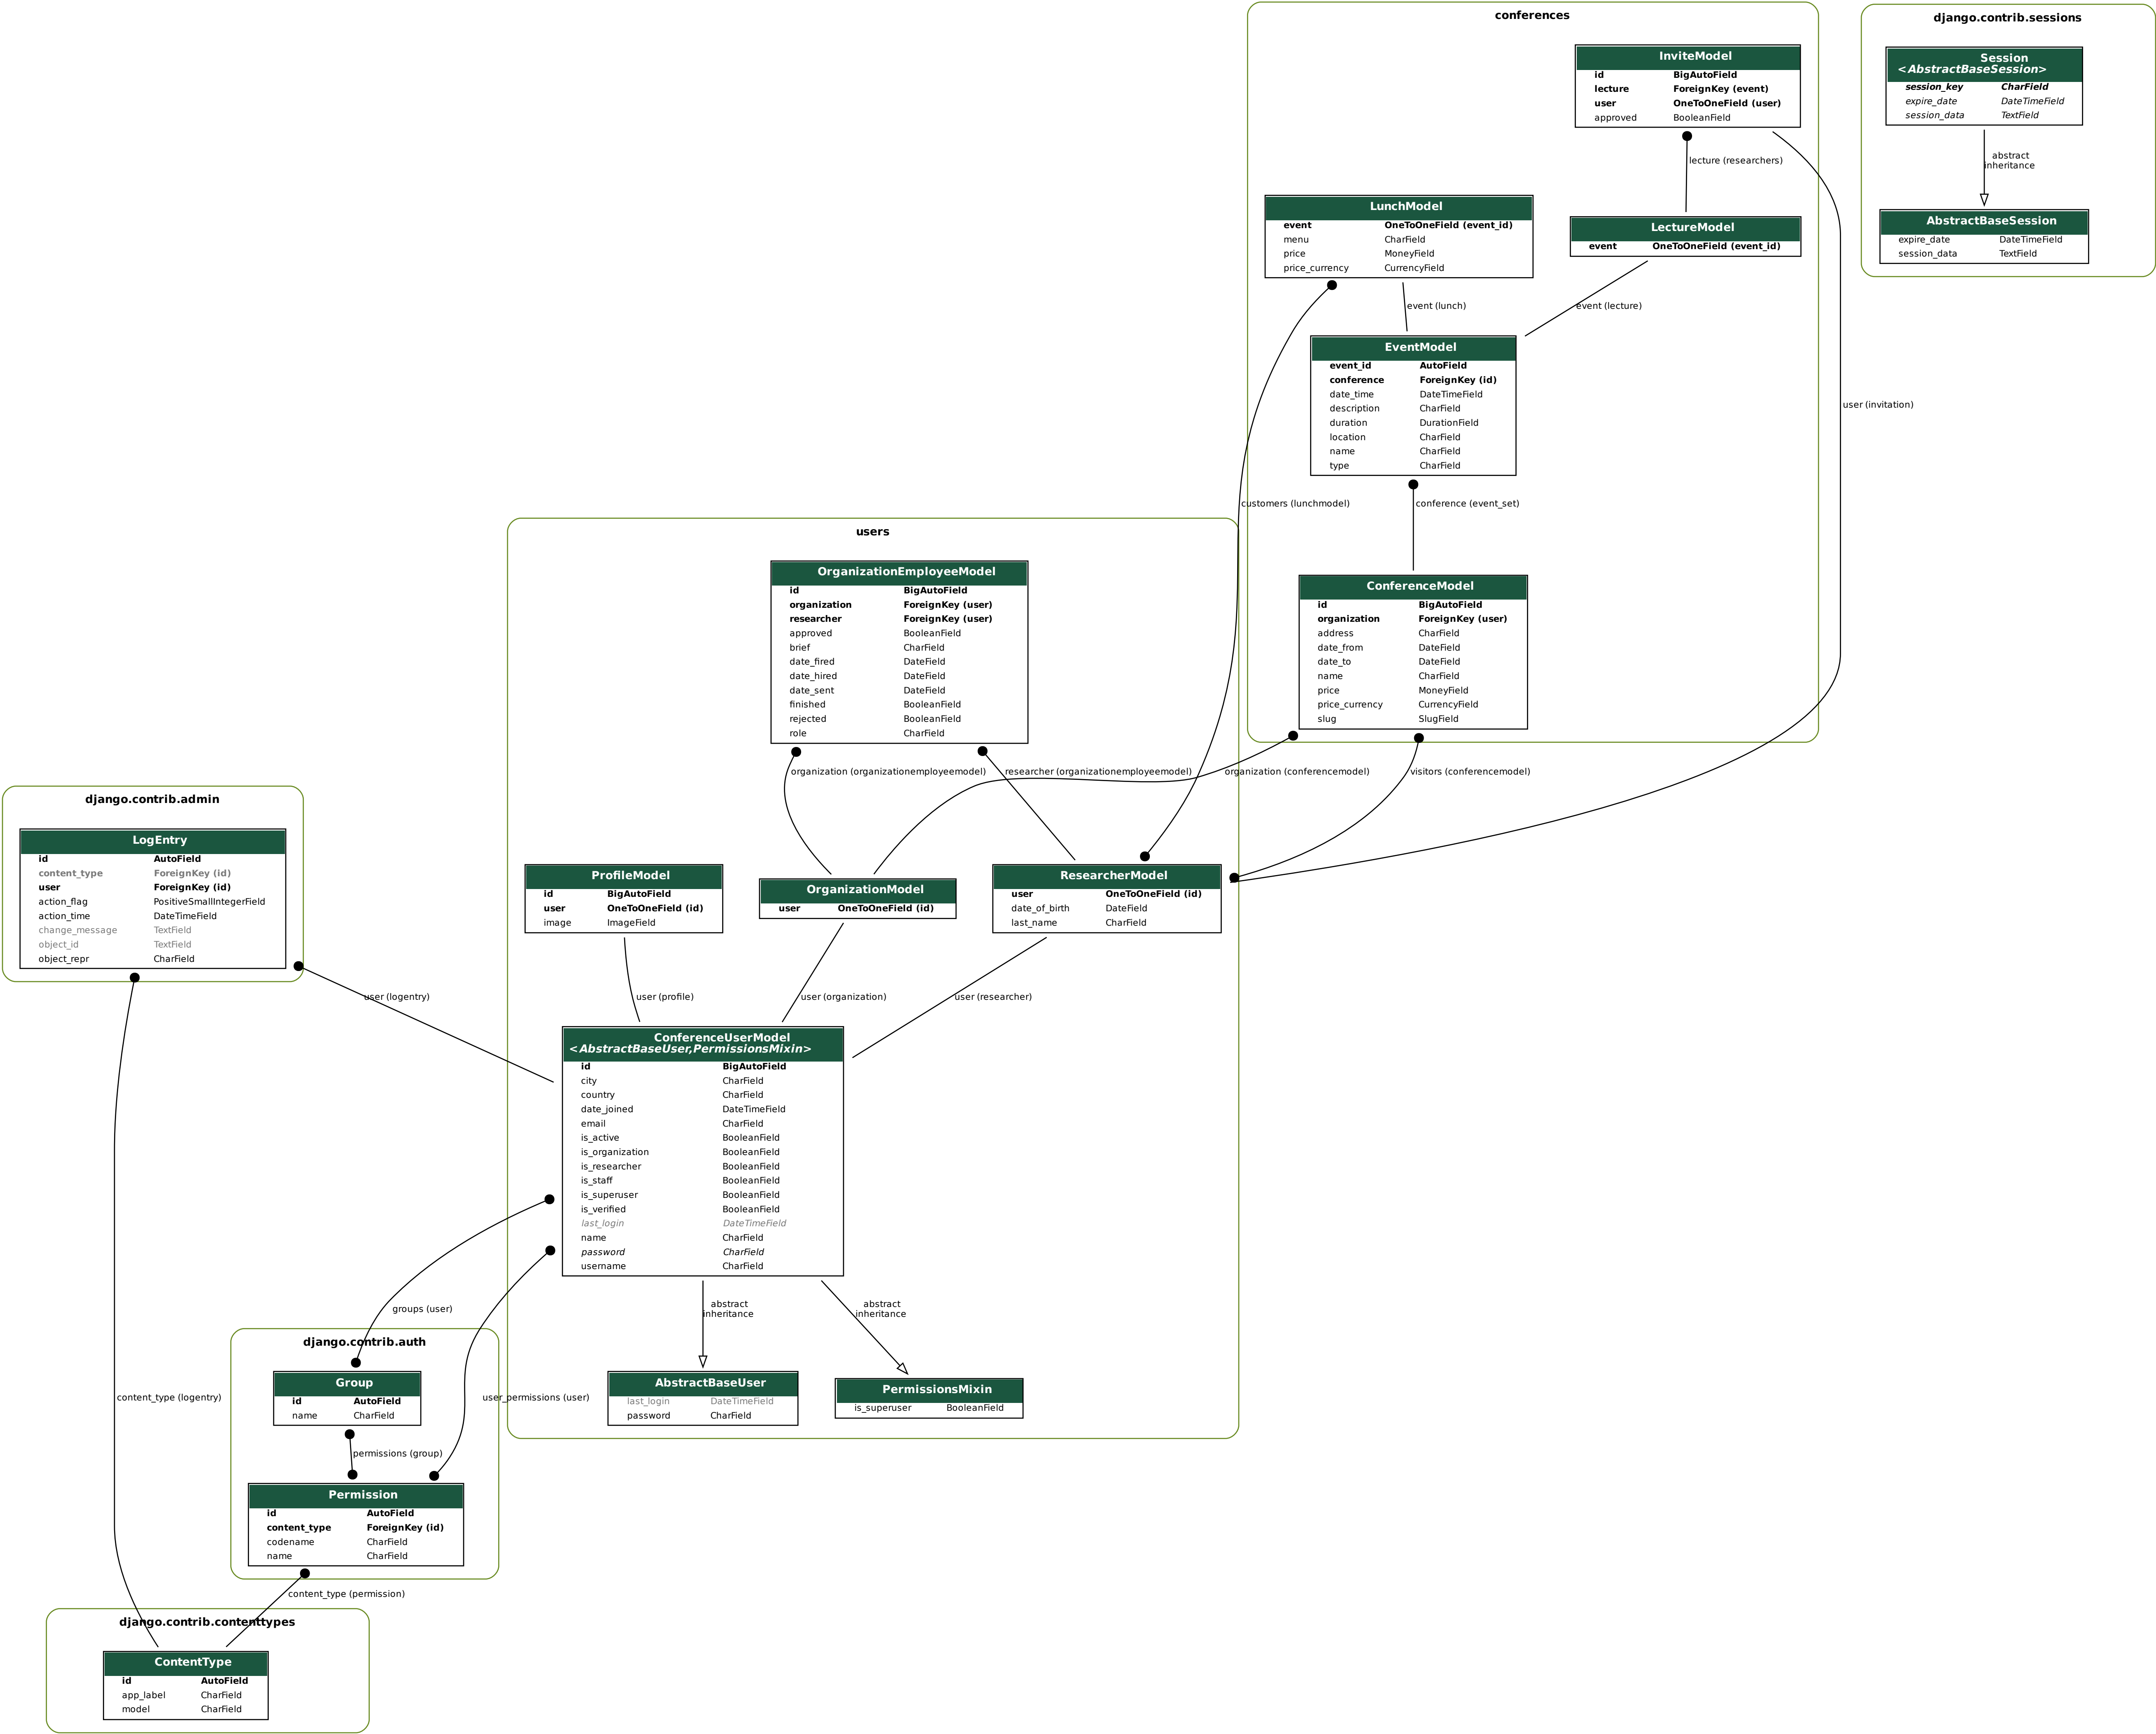 conferences
InviteModel
id BigAutoField
lecture ForeignKey (event)
user OneToOneField (user)
approved BooleanField
lecture (researchers)
LunchModel
event OneToOneField (event_id)
menu CharField
price MoneyField
price_currency CurrencyField
LectureModel
event OneToOneField (event_id)
event (lunch)
event (lecture)
EventModel
event_id AutoField
conference ForeignKey (id)
date_time DateTimeField
description CharField
duration DurationField
location CharField
name CharField
type CharField
user (invitation)
customers (lunchmodel)
conference (event_set)
ConferenceModel
id BigAutoField
organization ForeignKey (user)
address CharField
date_from DateField
date_to DateField
name CharField
price MoneyField
price_currency CurrencyField
slug SlugField
django.contrib.sessions
Session
<AbstractBaseSession>
session_key CharField
expire_date DateTimeField
session_data TextField
abstract
inheritance
AbstractBaseSession
expire_date DateTimeField
session_data TextField
users
OrganizationEmployeeModel
id BigAutoField
organization ForeignKey (user)
researcher ForeignKey (user)
approved BooleanField
brief CharField
date_fired DateField
date_hired DateField
date_sent DateField
finished BooleanField
rejected BooleanField
role CharField
organization (organizationemployeemodel)
researcher (organizationemployeemodel)
organization (conferencemodel)
visitors (conferencemodel)
ProfileModel
id BigAutoField
user OneToOneField (id)
image ImageField
OrganizationModel
user OneToOneField (id)
ResearcherModel
user OneToOneField (id)
date_of_birth DateField
last_name CharField
user (profile)
user (organization)
user (researcher)
ConferenceUserModel
<AbstractBaseUser,PermissionsMixin>
id BigAutoField
city CharField
country CharField
date_joined DateTimeField
email CharField
is_active BooleanField
is_organization BooleanField
is_researcher BooleanField
is_staff BooleanField
is_superuser BooleanField
is_verified BooleanField
last_login DateTimeField
name CharField
password CharField
username CharField
abstract
inheritance
abstract
inheritance
AbstractBaseUser
last_login DateTimeField
password CharField
PermissionsMixin
is_superuser BooleanField
django.contrib.admin
LogEntry
id AutoField
content_type ForeignKey (id)
user ForeignKey (id)
action_flag PositiveSmallIntegerField
action_time DateTimeField
change_message TextField
object_id TextField
object_repr CharField
user (logentry)
content_type (logentry)
groups (user)
user_permissions (user)
django.contrib.auth
Group
id AutoField
name CharField
permissions (group)
Permission
id AutoField
content_type ForeignKey (id)
codename CharField
name CharField
content_type (permission)
django.contrib.contenttypes
ContentType
id AutoField
app_label CharField
model CharField